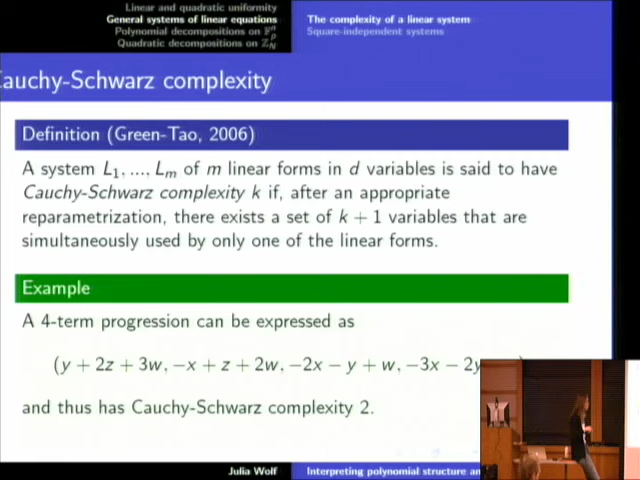 Linear and quadratic uniformity
General systems of linear equations
Polynomial decompositions on 𝔽ₚⁿ
Quadratic decompositions on ℤ_N
The complexity of a linear system
Square-independent systems
auchy-Schwarz complexity
Definition (Green-Tao, 2006)
A system L₁, ..., Lₘ of m linear forms in d variables is said to have
Cauchy-Schwarz complexity k if, after an appropriate
reparametrization, there exists a set of k + 1 variables that are
simultaneously used by only one of the linear forms.
Example
A 4-term progression can be expressed as
(y + 2z + 3w, −x + z + 2w, −2x − y + w, −3x − 2y
and thus has Cauchy-Schwarz complexity 2.
Julia Wolf
Interpreting polynomial structure an